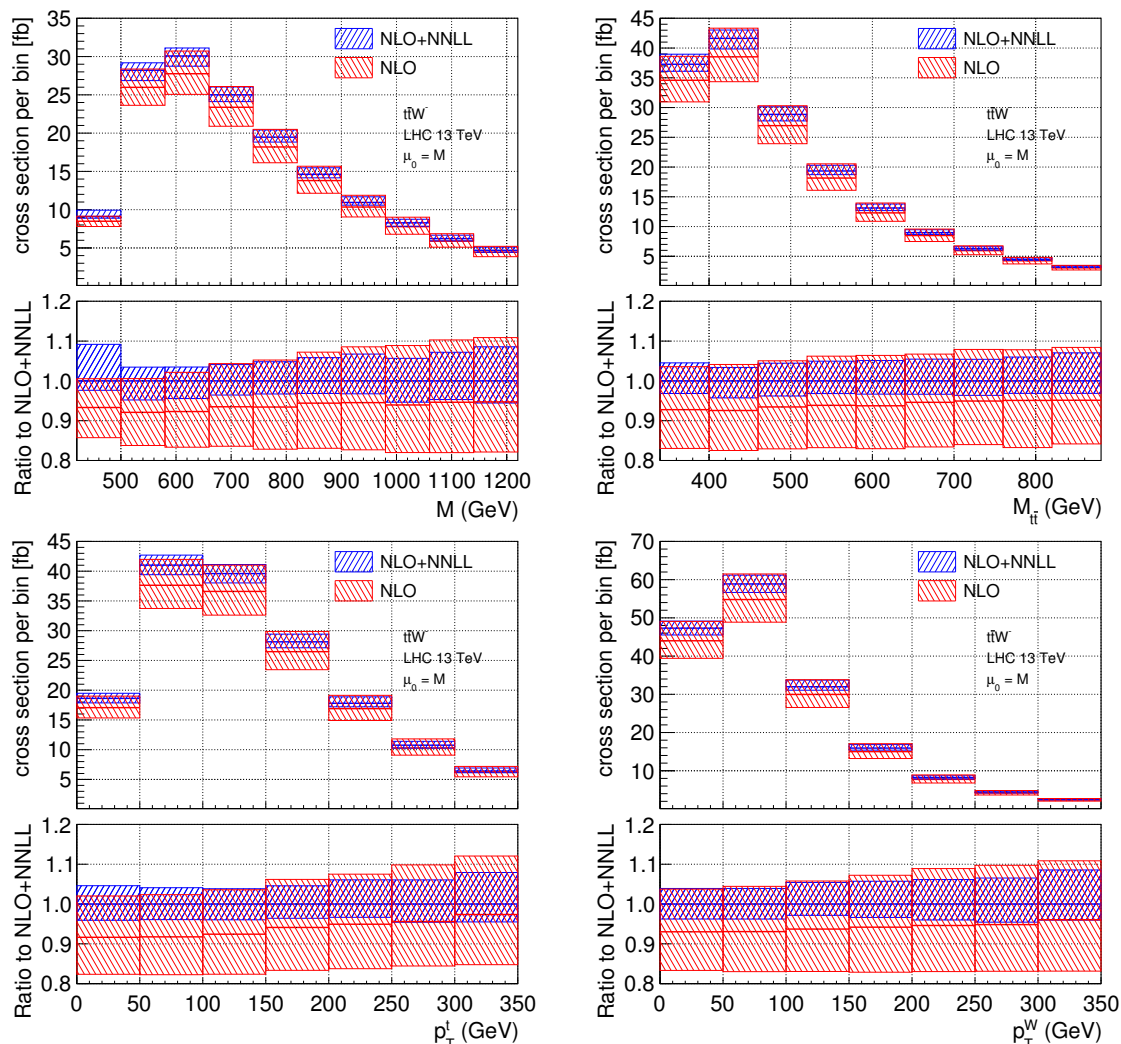 cross section per bin [fb]
35
30
25
20
15
10
5
NLO+NNLL
NLO
tt̄W⁻
LHC 13 TeV
μ₀ = M
Ratio to NLO+NNLL
1.2
1.1
1.0
0.9
0.8
500 600 700 800 900 1000 1100 1200
M (GeV)
cross section per bin [fb]
45
40
35
30
25
20
15
10
5
NLO+NNLL
NLO
tt̄W⁻
LHC 13 TeV
μ₀ = M
Ratio to NLO+NNLL
1.2
1.1
1.0
0.9
0.8
400 500 600 700 800
M_tt̄ (GeV)
cross section per bin [fb]
45
40
35
30
25
20
15
10
5
NLO+NNLL
NLO
tt̄W⁻
LHC 13 TeV
μ₀ = M
Ratio to NLO+NNLL
1.2
1.1
1.0
0.9
0.8
0 50 100 150 200 250 300 350
p_T^t (GeV)
cross section per bin [fb]
70
60
50
40
30
20
10
NLO+NNLL
NLO
tt̄W⁻
LHC 13 TeV
μ₀ = M
Ratio to NLO+NNLL
1.2
1.1
1.0
0.9
0.8
0 50 100 150 200 250 300 350
p_T^W (GeV)